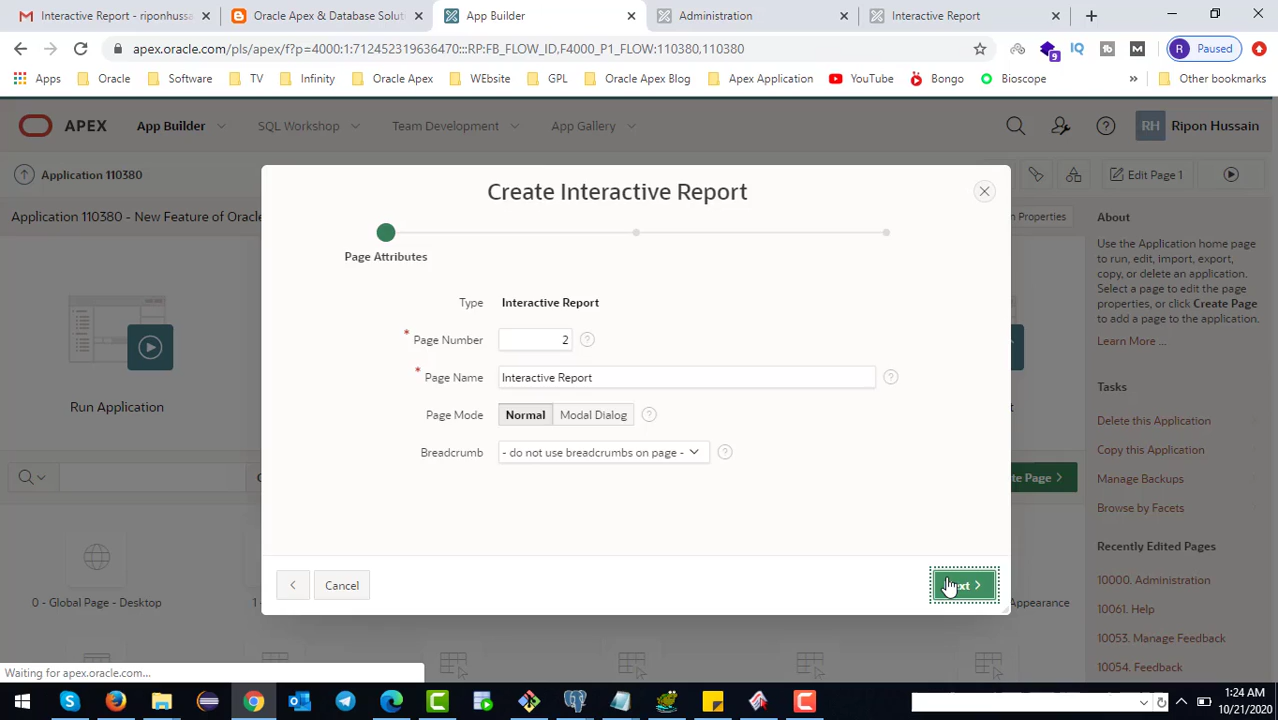 Interactive Report - riponhuss
Oracle Apex & Database Solut
App Builder
Administration
Interactive Report
apex.oracle.com/pls/apex/f?p=4000:1:712452319636470:::RP:FB_FLOW_ID,F4000_P1_FLOW:110380,110380
9
R Paused
Apps Oracle Software TV Infinity Oracle Apex WEbsite GPL Oracle Apex Blog Apex Application YouTube Bongo Bioscope » Other bookmarks
APEX App Builder SQL Workshop Team Development App Gallery RH Ripon Hussain
Application 110380
Edit Page 1
Application 110380 - New Feature of Oracle
Properties
Create Interactive Report
Page Attributes
Type Interactive Report
* Page Number 2
* Page Name Interactive Report
Page Mode Normal Modal Dialog
Breadcrumb - do not use breadcrumbs on page -
Cancel
Run Application
Page
0 - Global Page - Desktop
Appearance
About
Use the Application home page
to run, edit, import, export,
copy, or delete an application.
Select a page to edit the page
properties, or click Create Page
to add a page to the application.
Learn More ...
Tasks
Delete this Application
Copy this Application
Manage Backups
Browse by Facets
Recently Edited Pages
10000. Administration
10061. Help
10053. Manage Feedback
10054. Feedback
Waiting for apex.oracle.com...
1:24 AM
10/21/2020